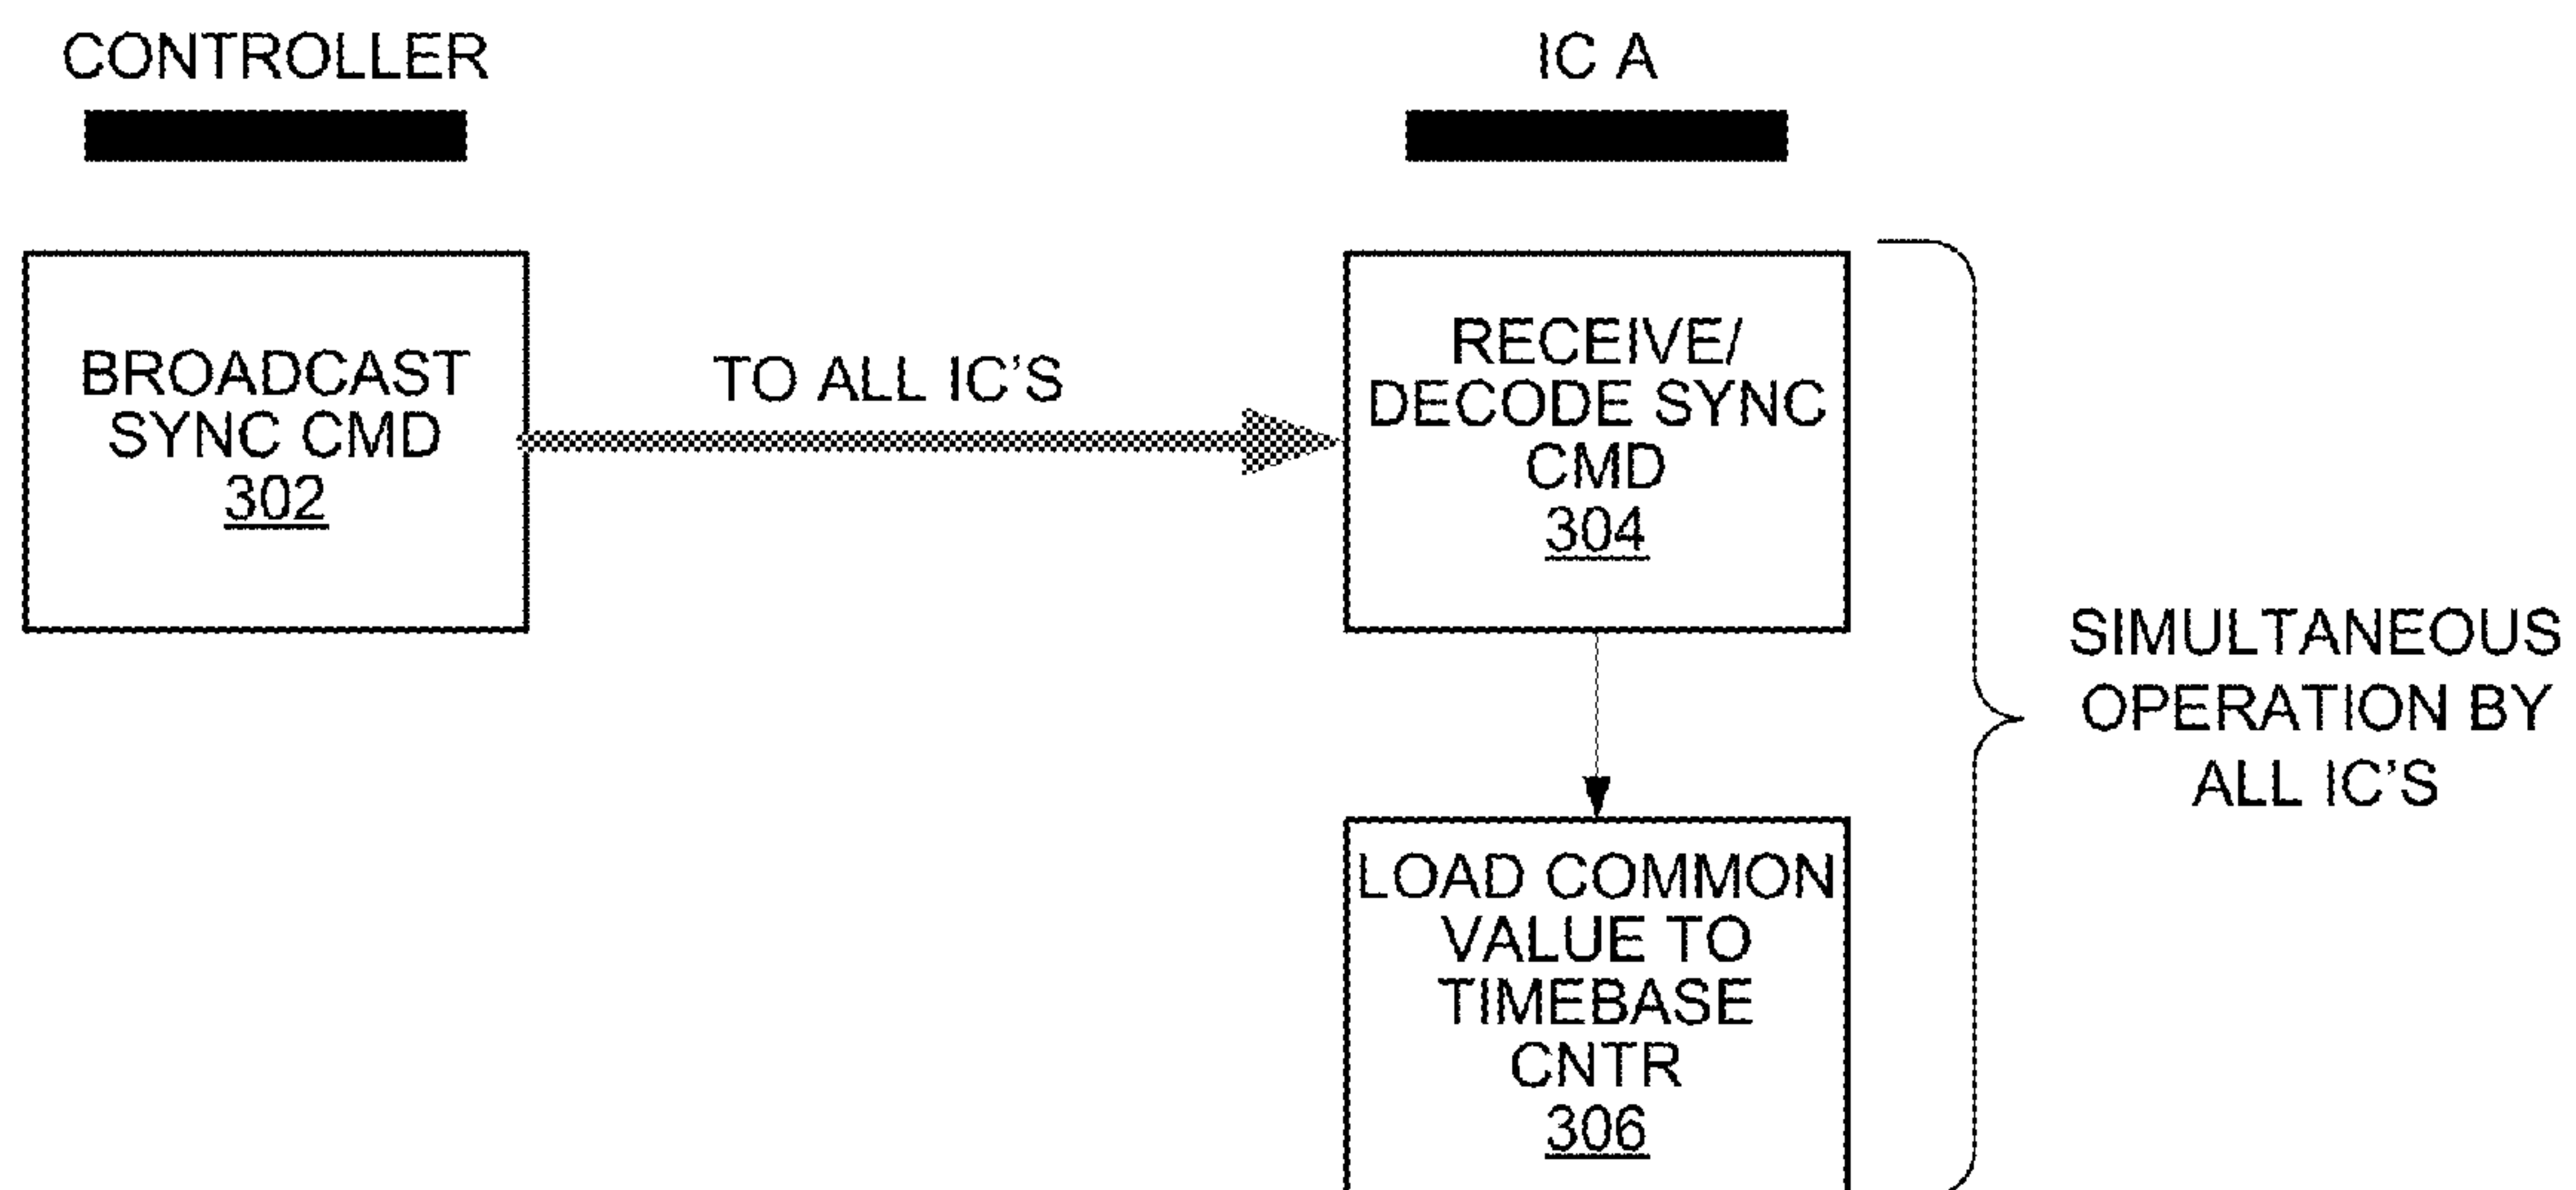 CONTROLLER
IC A
BROADCAST
SYNC CMD
302
TO ALL IC'S
RECEIVE/
DECODE SYNC
CMD
304
LOAD COMMON
VALUE TO
TIMEBASE
CNTR
306
SIMULTANEOUS
OPERATION BY
ALL IC'S